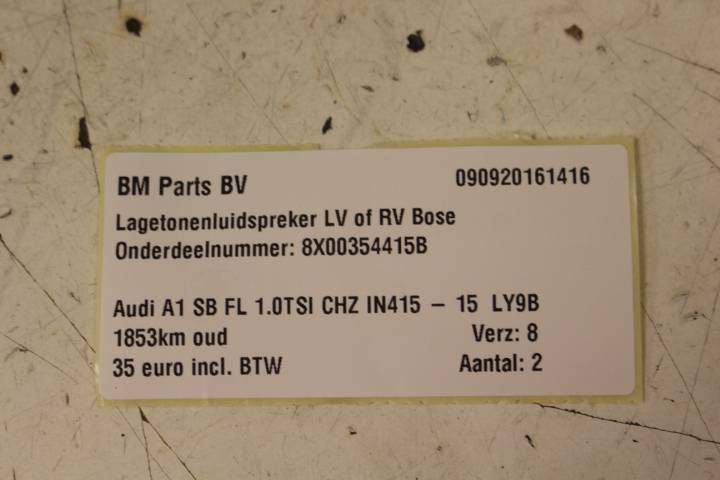 BM Parts BV 090920161416
Lagetonenluidspreker LV of RV Bose
Onderdeelnummer: 8X00354415B
Audi A1 SB FL 1.0TSI CHZ IN415 – 15 LY9B
1853km oud Verz: 8
35 euro incl. BTW Aantal: 2